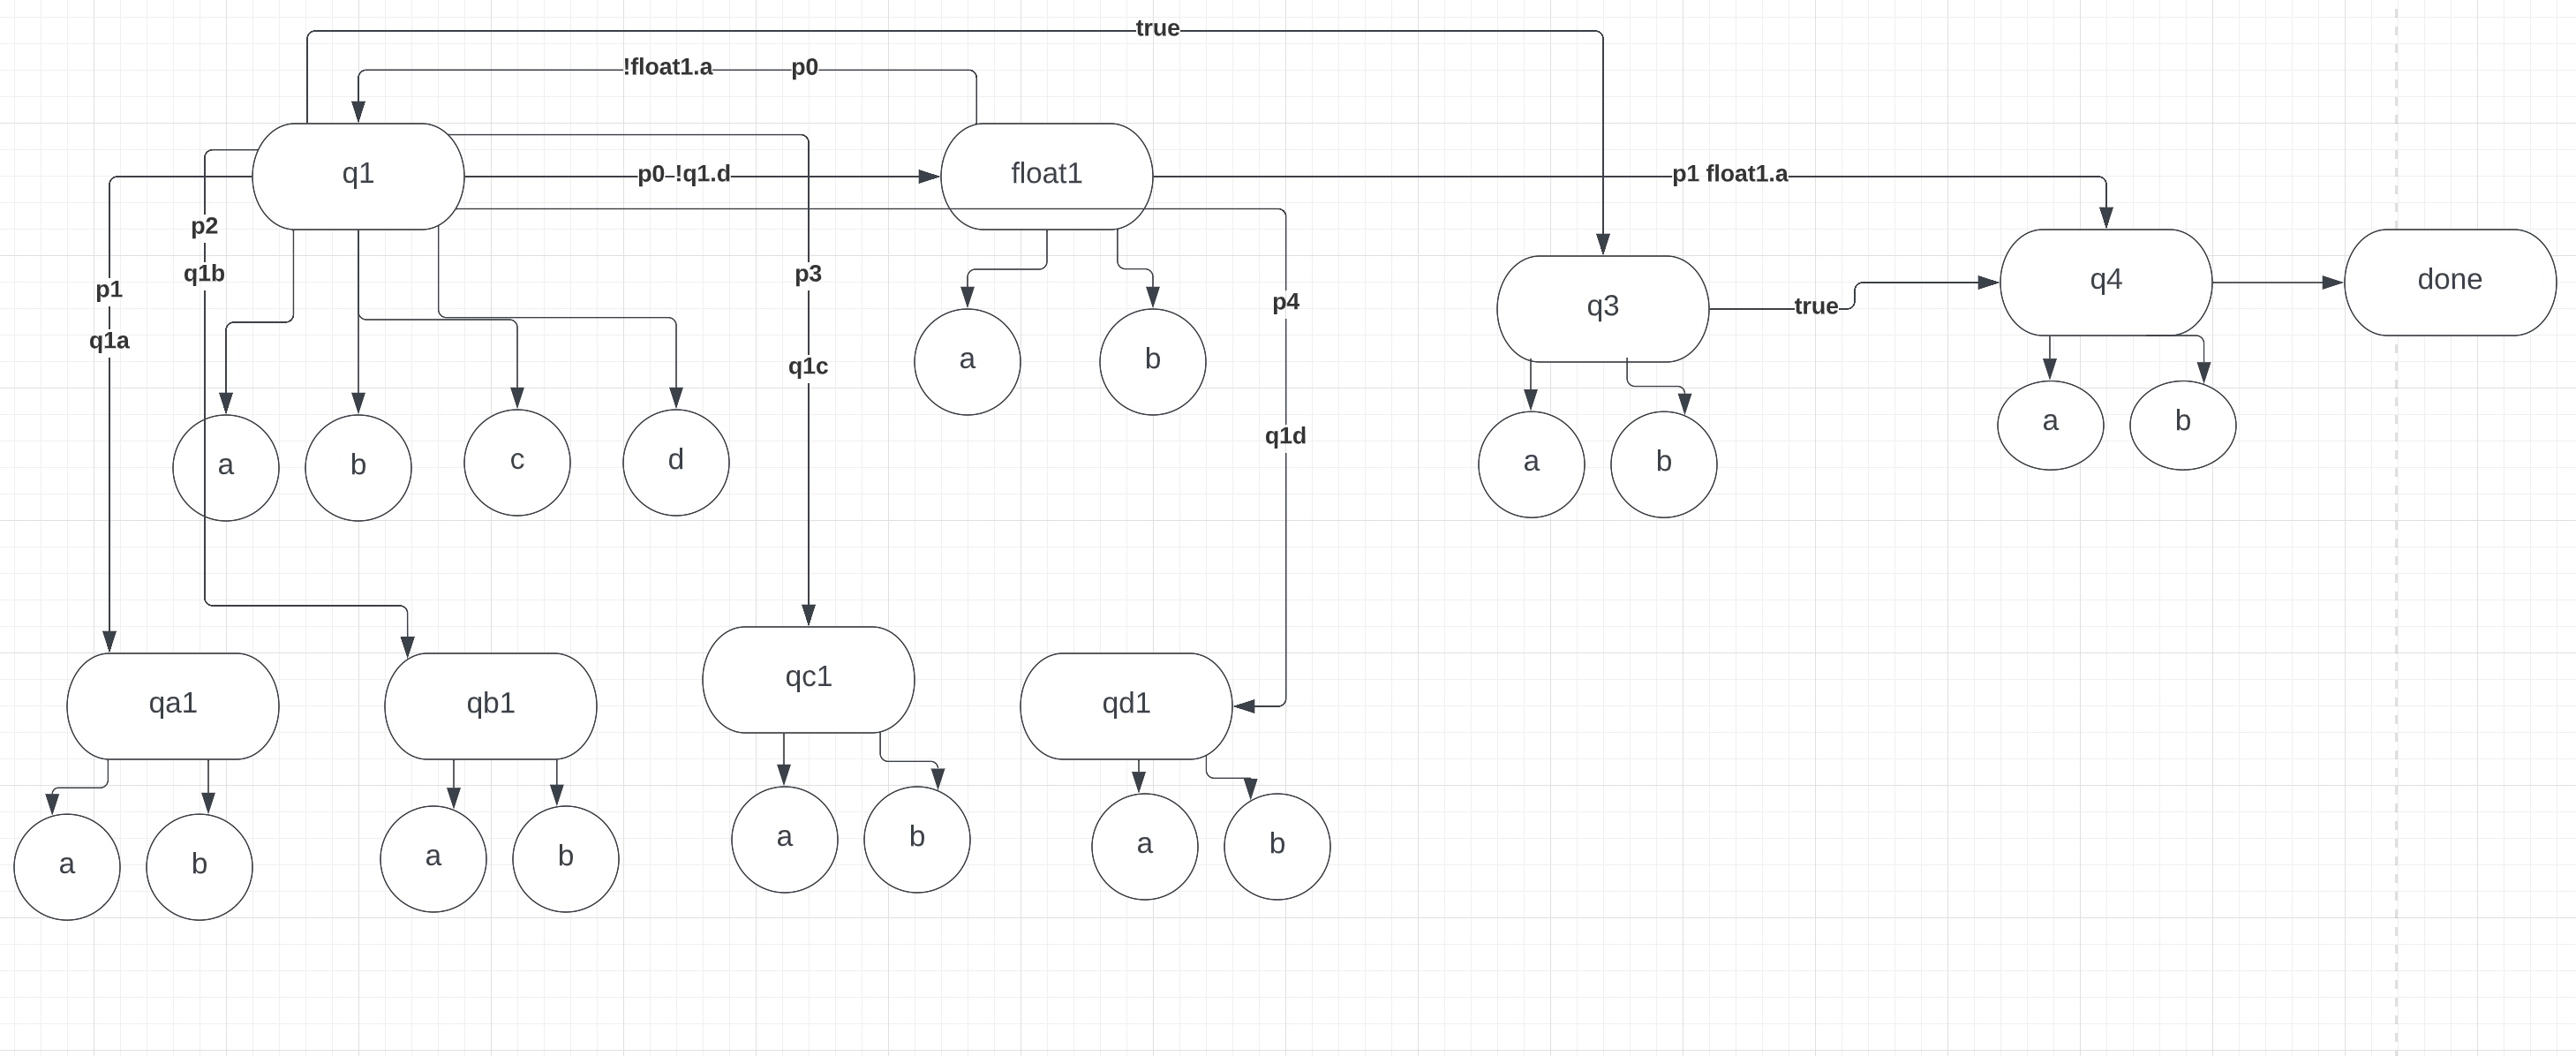 true
!float1.a p0
q1
p0 !q1.d
float1
p1 float1.a
p2
q1b
p1
q1a
p3
q1c
p4
q1d
q3
true
q4
done
a
b
c
d
a
b
a
b
a
b
qa1
qb1
qc1
qd1
a
b
a
b
a
b
a
b